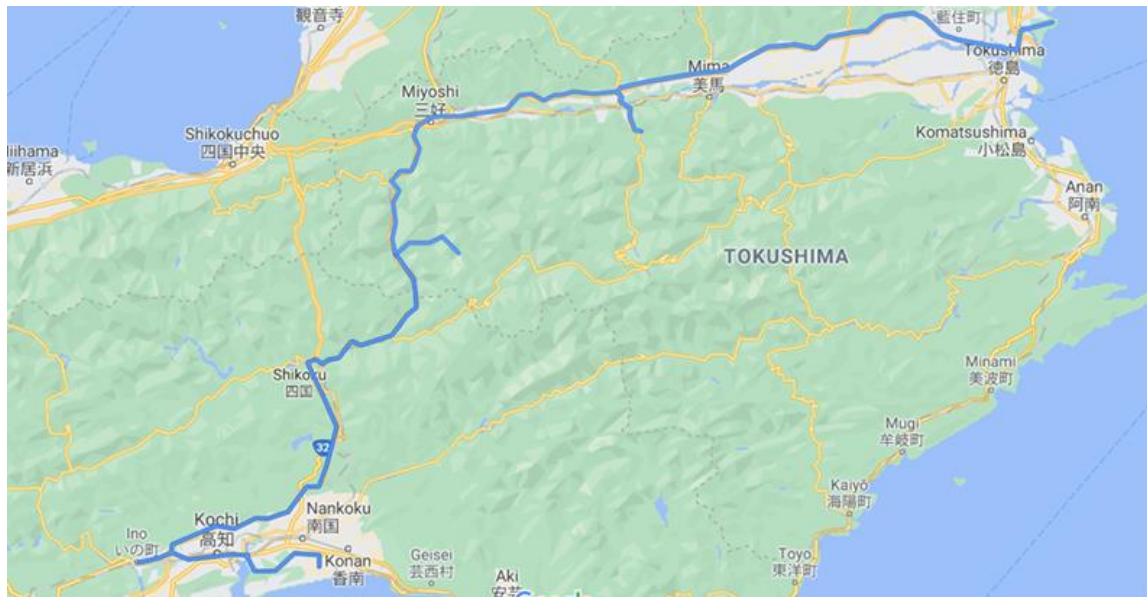 観音寺
藍住町
Tokushima
徳島
Mima
美馬
Miyoshi
三好
Shikokuchuo
四国中央
iihama
新居浜
Komatsushima
小松島
Anan
阿南
TOKUSHIMA
Minami
美波町
Shikoku
四国
Mugi
牟岐町
32
Kaiyō
海陽町
Nankoku
南国
Kochi
高知
Ino
いの町
Konan
香南
Geisei
芸西村
Toyo
東洋町
Aki